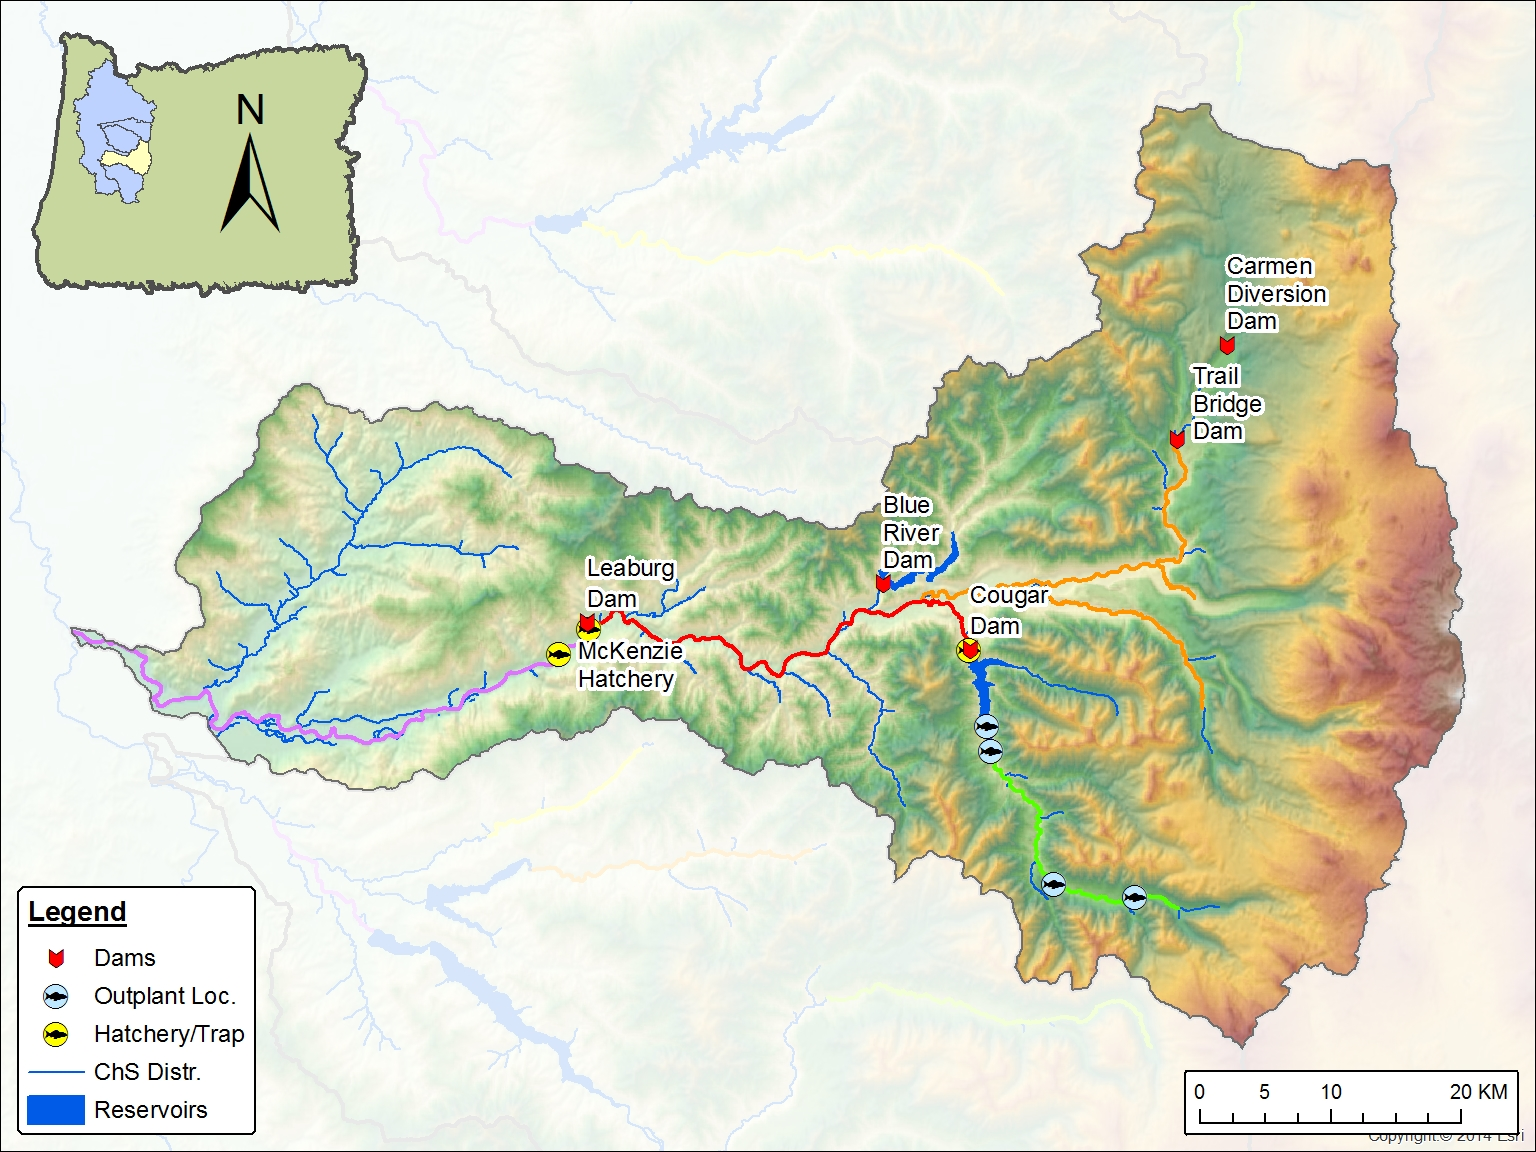 N
Carmen
Diversion
Dam
Trail
Bridge
Dam
Blue
River
Dam
Leaburg
Dam
Cougar
Dam
McKenzie
Hatchery
Legend
Dams
Outplant Loc.
Hatchery/Trap
ChS Distr.
Reservoirs
0 5 10 20 KM
Copyright:© 2014 Esri